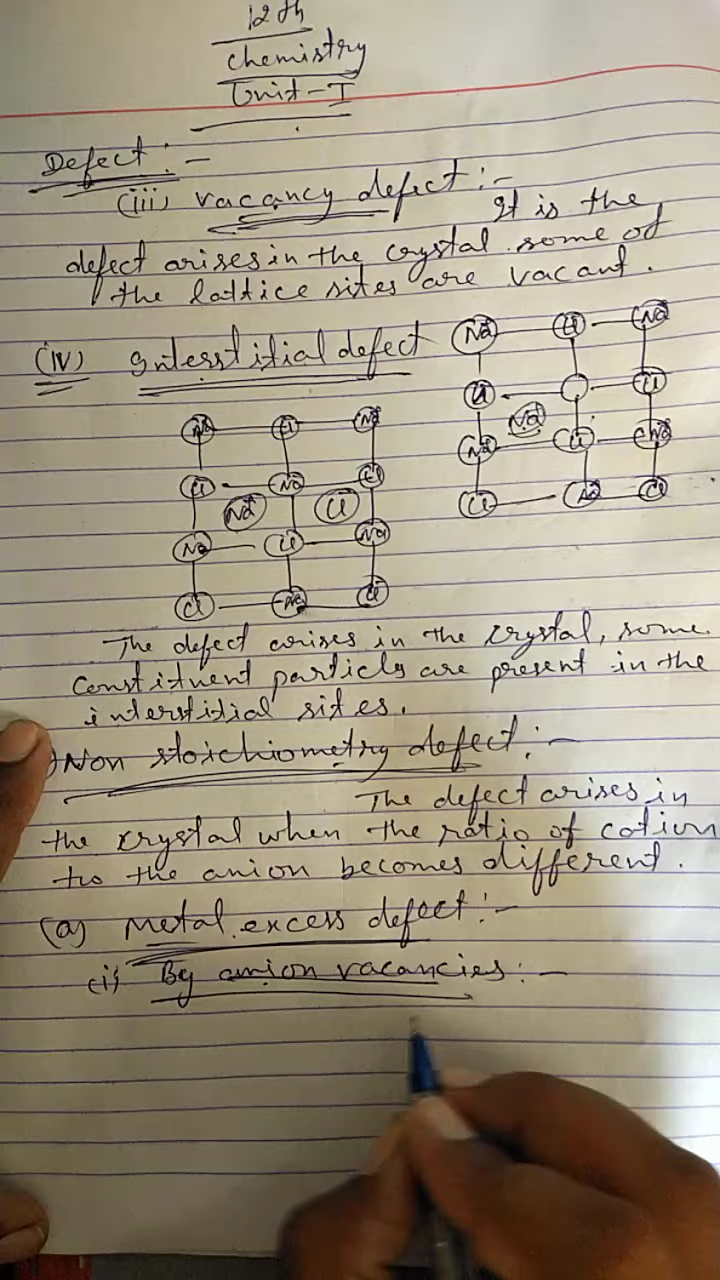 12th
chemistry
Unit - I
Defect :-
(iii) vacancy defect :-
It is the
defect arises in the crystal some of
the lattice sites are vacant.
(iv) Interstitial defect
Na+ Cl- Na+
Cl- Cl-
Na+
Na+ Cl- Na+
Cl- Na+ Cl-
Na+ Cl- Na+
Cl- Na+ Cl-
Na+ Cl-
Na+ Cl- Na+
Cl- Na+ Cl-
The defect arises in the crystal, some
constituent particls are present in the
interstitial sites.
Non stoichiometry defect :-
The defect arises in
the crystal when the ratio of cation
to the anion becomes different.
(a) Metal excess defect :-
(i) By anion vacancies :-